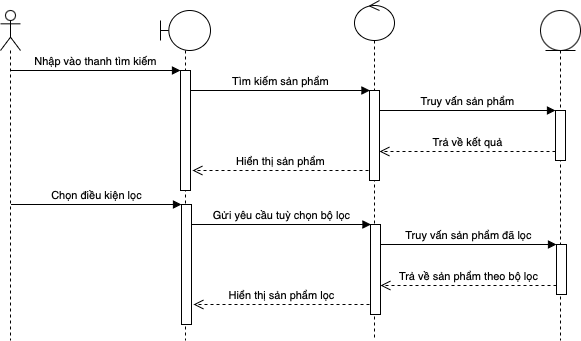 Nhập vào thanh tìm kiếm
Tìm kiếm sản phẩm
Truy vấn sản phẩm
Trả về kết quả
Hiển thị sản phẩm
Chọn điều kiện lọc
Gửi yêu cầu tuỳ chọn bộ lọc
Truy vấn sản phẩm đã lọc
Trả về sản phẩm theo bộ lọc
Hiển thị sản phẩm lọc